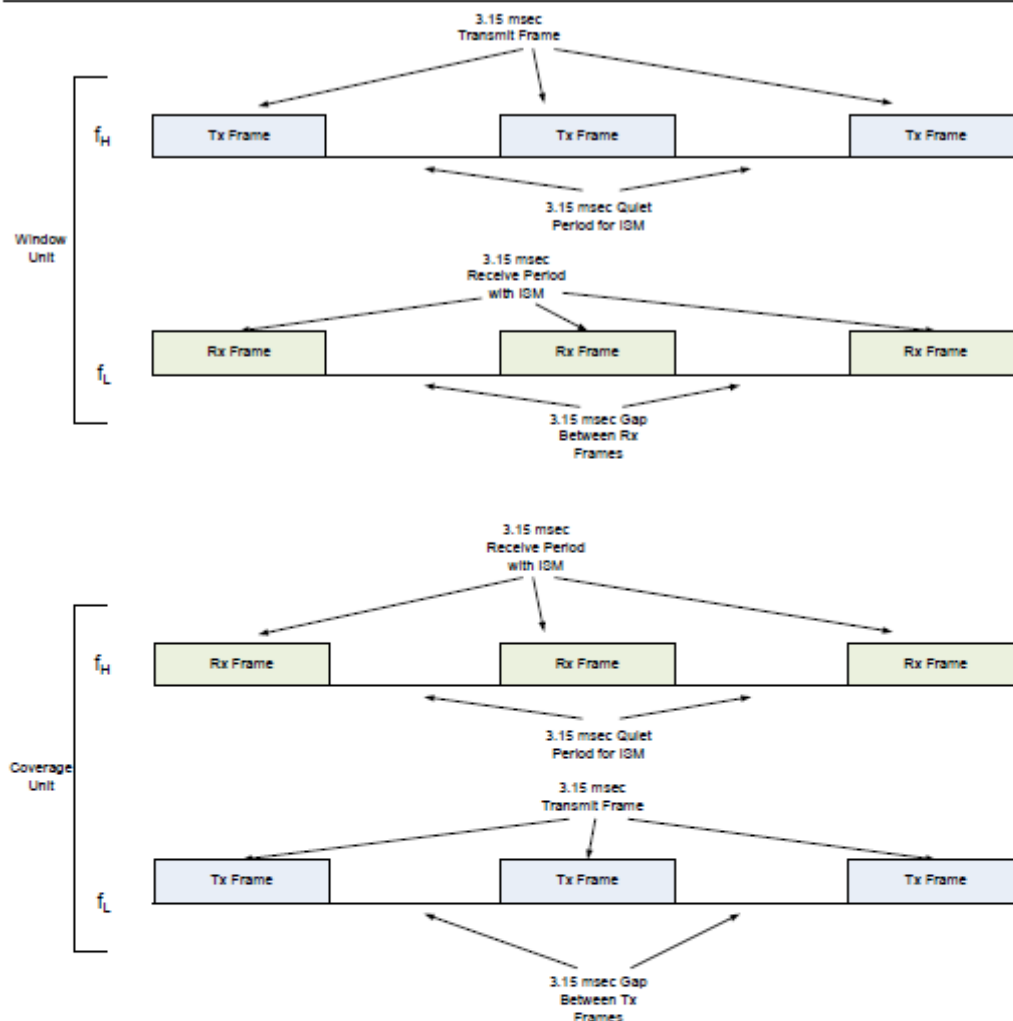 3.15 msec
Transmit Frame
f_H
Tx Frame
Tx Frame
Tx Frame
3.15 msec Quiet
Period for ISM
Window
Unit
3.15 msec
Receive Period
with ISM
f_L
Rx Frame
Rx Frame
Rx Frame
3.15 msec Gap
Between Rx
Frames
3.15 msec
Receive Period
with ISM
f_H
Rx Frame
Rx Frame
Rx Frame
3.15 msec Quiet
Period for ISM
Coverage
Unit
3.15 msec
Transmit Frame
f_L
Tx Frame
Tx Frame
Tx Frame
3.15 msec Gap
Between Tx
Frames